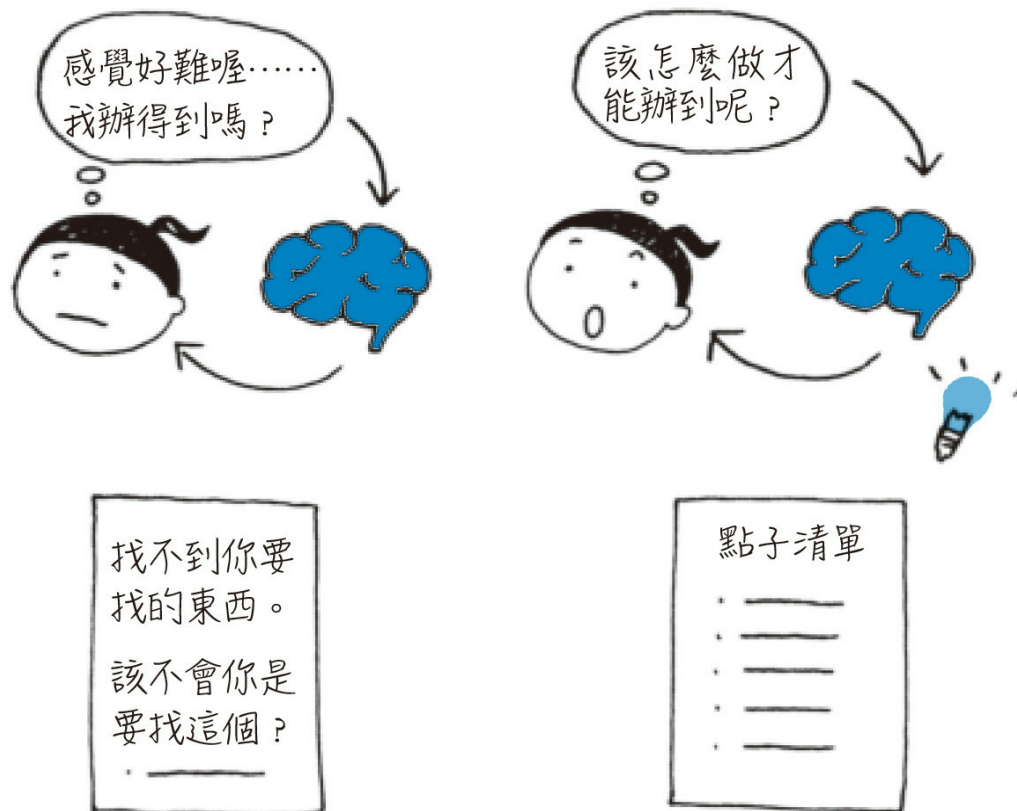 感覺好難喔……
我辦得到嗎？
該怎麼做才
能辦到呢？
找不到你要
找的東西。
該不會你是
要找這個？
點子清單